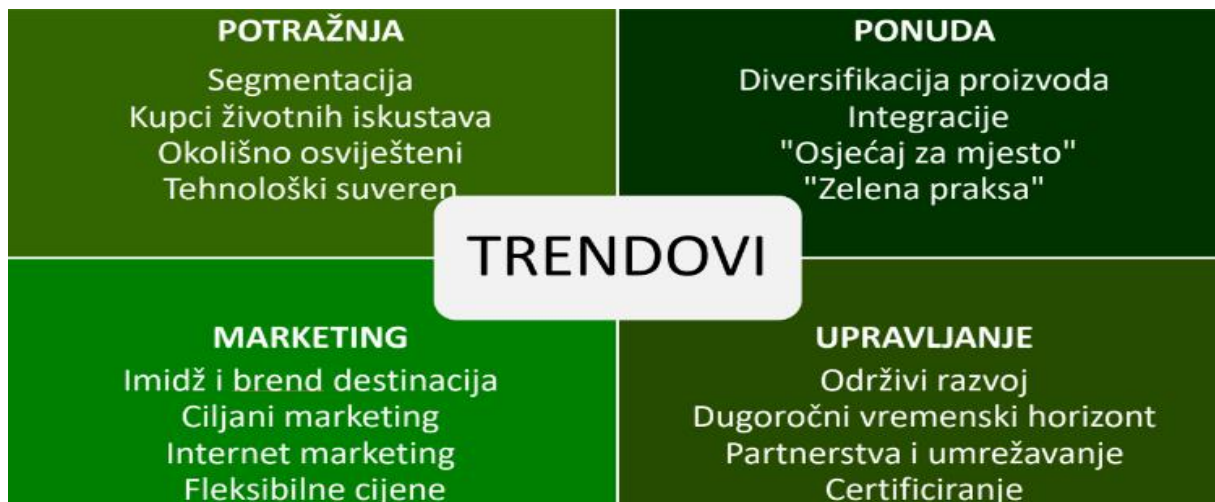 POTRAŽNJA
Segmentacija
Kupci životnih iskustava
Okolišno osviješteni
Tehnološki suveren
PONUDA
Diversifikacija proizvoda
Integracije
"Osjećaj za mjesto"
"Zelena praksa"
TRENDOVI
MARKETING
Imidž i brend destinacija
Ciljani marketing
Internet marketing
Fleksibilne cijene
UPRAVLJANJE
Održivi razvoj
Dugoročni vremenski horizont
Partnerstva i umrežavanje
Certificiranje